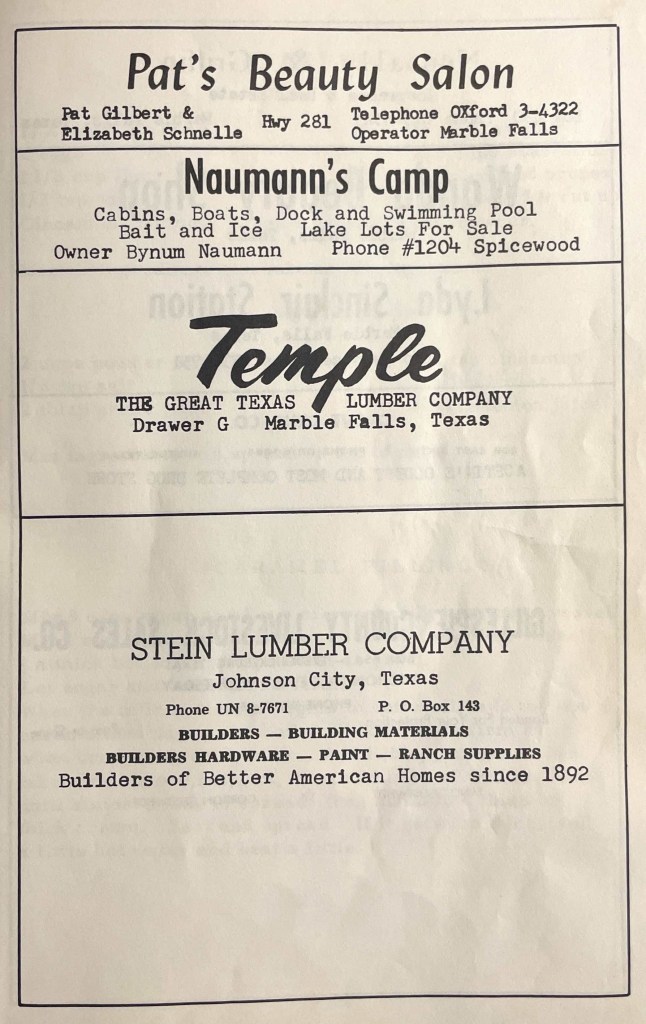 Pat's Beauty Salon
Pat Gilbert & Hwy 281 Telephone OXford 3-4322
Elizabeth Schnelle Operator Marble Falls
Naumann's Camp
Cabins, Boats, Dock and Swimming Pool
Bait and Ice Lake Lots For Sale
Owner Bynum Naumann Phone #1204 Spicewood
Temple
THE GREAT TEXAS LUMBER COMPANY
Drawer G Marble Falls, Texas
STEIN LUMBER COMPANY
Johnson City, Texas
Phone UN 8-7671 P. O. Box 143
BUILDERS — BUILDING MATERIALS
BUILDERS HARDWARE — PAINT — RANCH SUPPLIES
Builders of Better American Homes since 1892